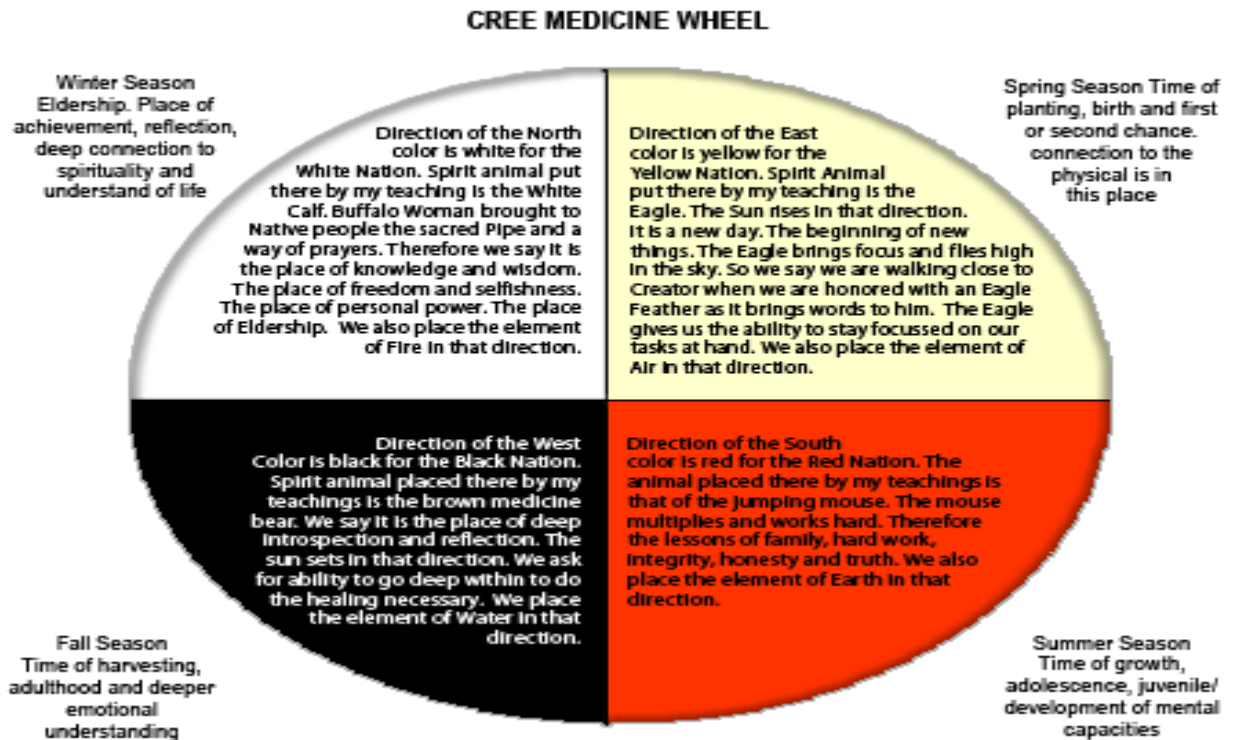 CREE MEDICINE WHEEL
Winter Season
Eldership. Place of
achievement, reflection,
deep connection to
spirituality and
understand of life
Direction of the North
color is white for the
White Nation. Spirit animal put
there by my teaching is the White
Calf. Buffalo Woman brought to
Native people the sacred Pipe and a
way of prayers. Therefore we say it is
the place of knowledge and wisdom.
The place of freedom and selfishness.
The place of personal power. The place
of Eldership. We also place the element
of Fire in that direction.
Direction of the East
color is yellow for the
Yellow Nation. Spirit Animal
put there by my teaching is the
Eagle. The Sun rises in that direction.
It is a new day. The beginning of new
things. The Eagle brings focus and flies high
in the sky. So we say we are walking close to
Creator when we are honored with an Eagle
Feather as it brings words to him. The Eagle
gives us the ability to stay focussed on our
tasks at hand. We also place the element of
Air in that direction.
Spring Season Time of
planting, birth and first
or second chance.
connection to the
physical is in
this place
Direction of the West
Color is black for the Black Nation.
Spirit animal placed there by my
teachings is the brown medicine
bear. We say it is the place of deep
introspection and reflection. The
sun sets in that direction. We ask
for ability to go deep within to do
the healing necessary. We place
the element of Water in that
direction.
Direction of the South
color is red for the Red Nation. The
animal placed there by my teachings is
that of the jumping mouse. The mouse
multiplies and works hard. Therefore
the lessons of family, hard work,
integrity, honesty and truth. We also
place the element of Earth in that
direction.
Fall Season
Time of harvesting,
adulthood and deeper
emotional
understanding
Summer Season
Time of growth,
adolescence, juvenile/
development of mental
capacities